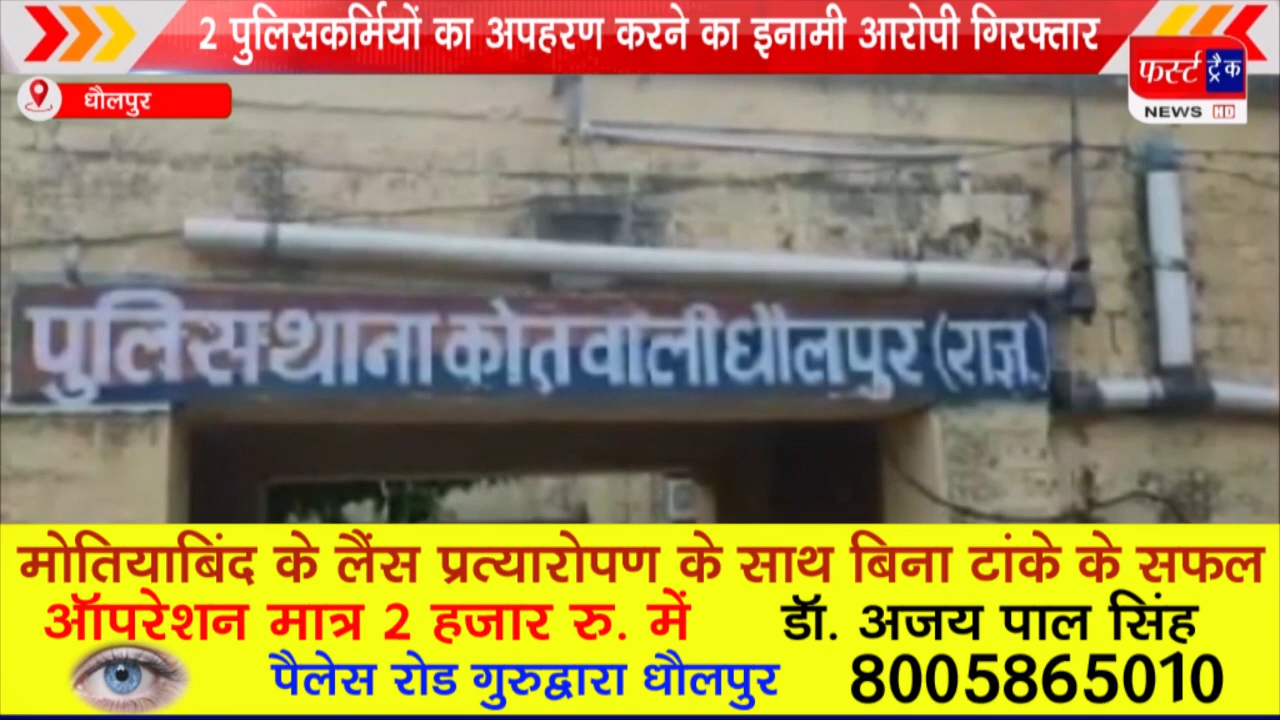 2 पुलिसकर्मियों का अपहरण करने का इनामी आरोपी गिरफ्तार
फर्स्ट ट्रैक
NEWS HD
धौलपुर
पुलिस थाना कोतवाली धौलपुर (राज.)
मोतियाबिंद के लैंस प्रत्यारोपण के साथ बिना टांके के सफल
ऑपरेशन मात्र 2 हजार रु. में डॉ. अजय पाल सिंह
पैलेस रोड गुरुद्वारा धौलपुर 8005865010